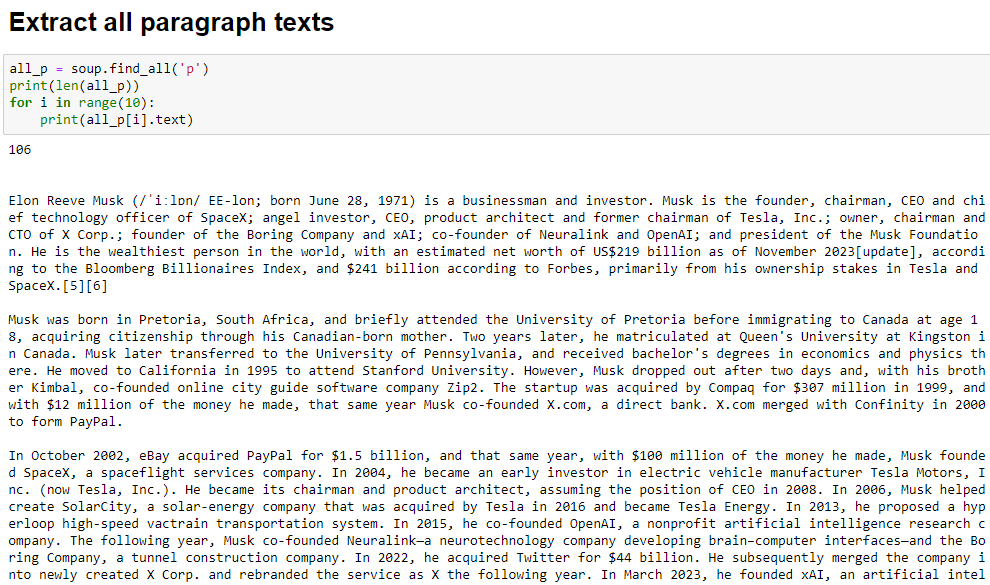 Extract all paragraph texts
all_p = soup.find_all('p')
print(len(all_p))
for i in range(10):
    print(all_p[i].text)
106
Elon Reeve Musk (/ˈiːlɒn/ EE-lon; born June 28, 1971) is a businessman and investor. Musk is the founder, chairman, CEO and chi
ef technology officer of SpaceX; angel investor, CEO, product architect and former chairman of Tesla, Inc.; owner, chairman and
CTO of X Corp.; founder of the Boring Company and xAI; co-founder of Neuralink and OpenAI; and president of the Musk Foundatio
n. He is the wealthiest person in the world, with an estimated net worth of US$219 billion as of November 2023[update], accordi
ng to the Bloomberg Billionaires Index, and $241 billion according to Forbes, primarily from his ownership stakes in Tesla and
SpaceX.[5][6]
Musk was born in Pretoria, South Africa, and briefly attended the University of Pretoria before immigrating to Canada at age 1
8, acquiring citizenship through his Canadian-born mother. Two years later, he matriculated at Queen's University at Kingston i
n Canada. Musk later transferred to the University of Pennsylvania, and received bachelor's degrees in economics and physics th
ere. He moved to California in 1995 to attend Stanford University. However, Musk dropped out after two days and, with his broth
er Kimbal, co-founded online city guide software company Zip2. The startup was acquired by Compaq for $307 million in 1999, and
with $12 million of the money he made, that same year Musk co-founded X.com, a direct bank. X.com merged with Confinity in 2000
to form PayPal.
In October 2002, eBay acquired PayPal for $1.5 billion, and that same year, with $100 million of the money he made, Musk founde
d SpaceX, a spaceflight services company. In 2004, he became an early investor in electric vehicle manufacturer Tesla Motors, I
nc. (now Tesla, Inc.). He became its chairman and product architect, assuming the position of CEO in 2008. In 2006, Musk helped
create SolarCity, a solar-energy company that was acquired by Tesla in 2016 and became Tesla Energy. In 2013, he proposed a hyp
erloop high-speed vactrain transportation system. In 2015, he co-founded OpenAI, a nonprofit artificial intelligence research c
ompany. The following year, Musk co-founded Neuralink—a neurotechnology company developing brain–computer interfaces—and the Bo
ring Company, a tunnel construction company. In 2022, he acquired Twitter for $44 billion. He subsequently merged the company i
nto newly created X Corp. and rebranded the service as X the following year. In March 2023, he founded xAI, an artificial intel